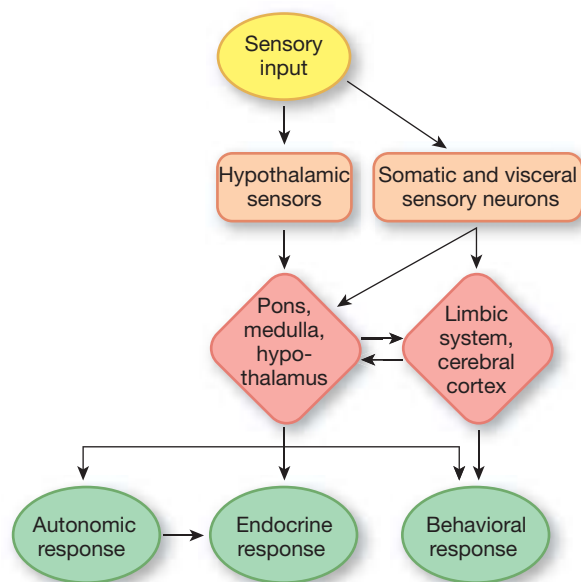 Sensory
input
Hypothalamic
sensors
Somatic and visceral
sensory neurons
Pons,
medulla,
hypo-
thalamus
Limbic
system,
cerebral
cortex
Autonomic
response
Endocrine
response
Behavioral
response